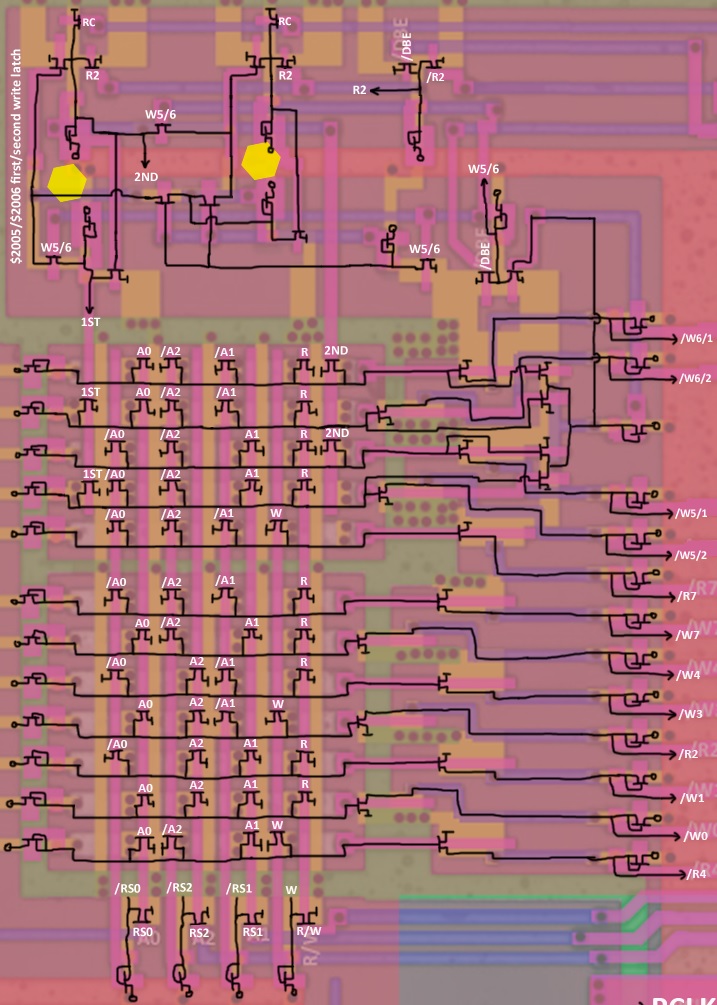 RC
RC
/DBE
/DBE
R2
R2
/R2
R2
$2005/$2006 first/second write latch
W5/6
2ND
W5/6
W5/6
W5/6
/DBE
1ST
A0 /A2 /A1 R 2ND
/W6/1
/W6/2
1ST A0 /A2 /A1 R
/A0 /A2 A1 R 2ND
1ST /A0 /A2 A1 R
/A0 /A2 /A1 W
/W5/1
/W5/2
/A0 /A2 /A1 R
/R7
/R7
A0 /A2 A1 R
/W7
/A0 A2 /A1 R
/W4
A0 A2 /A1 W
/W3
/A0 A2 A1 R
/R2
/R2
A0 A2 A1 R
/W1
A0 /A2 A1 W
/W0
/R4
/RS0 /RS2 /RS1 W
RS0 RS2 RS1 R/W
A0 A2 R/W
RCLK